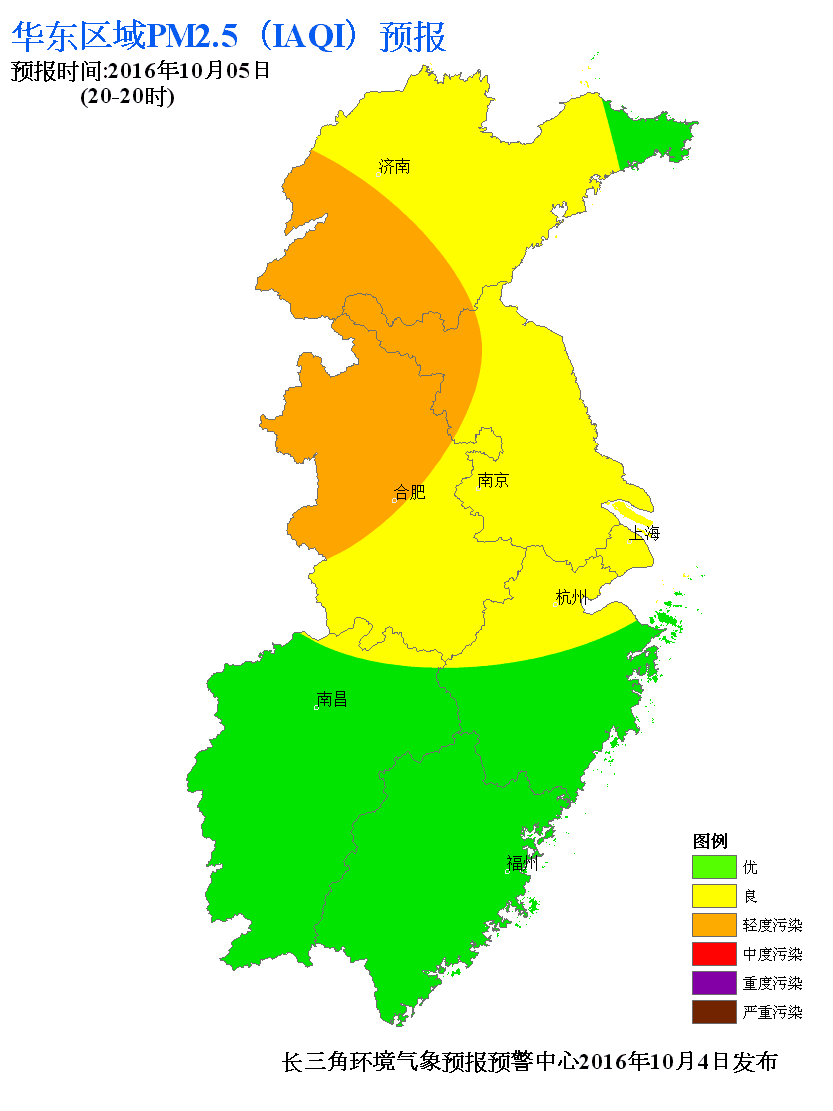 华东区域PM2.5（IAQI）预报
预报时间:2016年10月05日
(20-20时)
济南
南京
合肥
上海
杭州
南昌
福州
图例
优
良
轻度污染
中度污染
重度污染
严重污染
长三角环境气象预报预警中心2016年10月4日发布